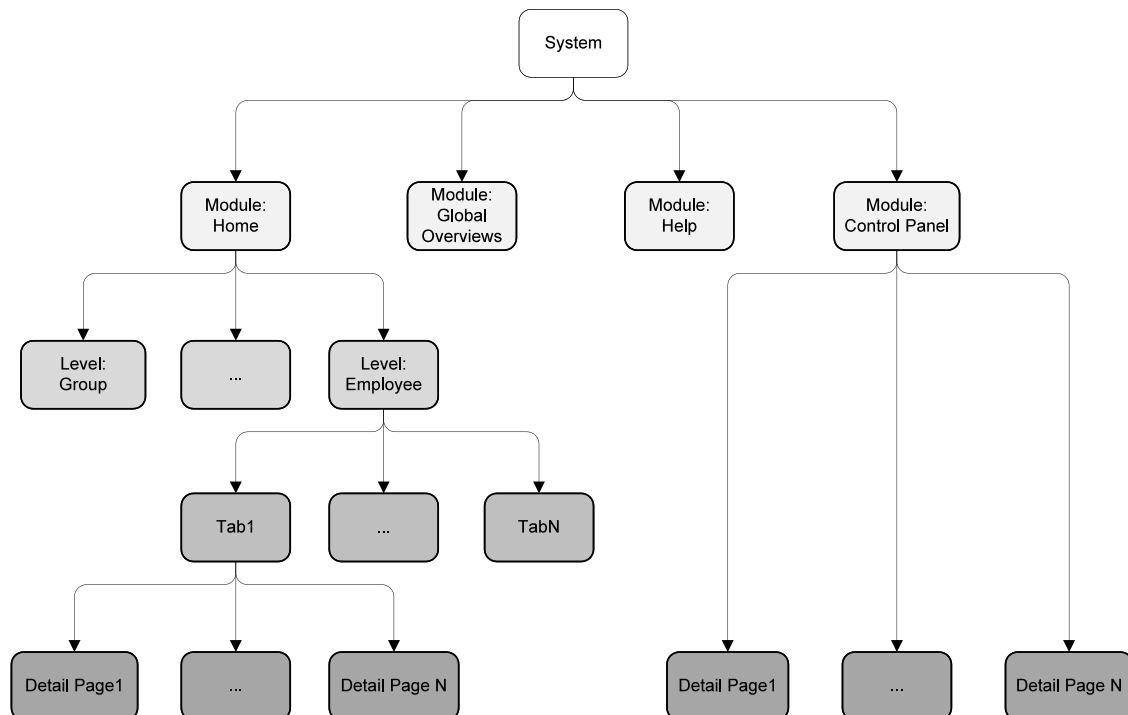 System
Module:
Home
Module:
Global
Overviews
Module:
Help
Module:
Control Panel
Level:
Group
...
Level:
Employee
Tab1
...
TabN
Detail Page1
...
Detail Page N
Detail Page1
...
Detail Page N